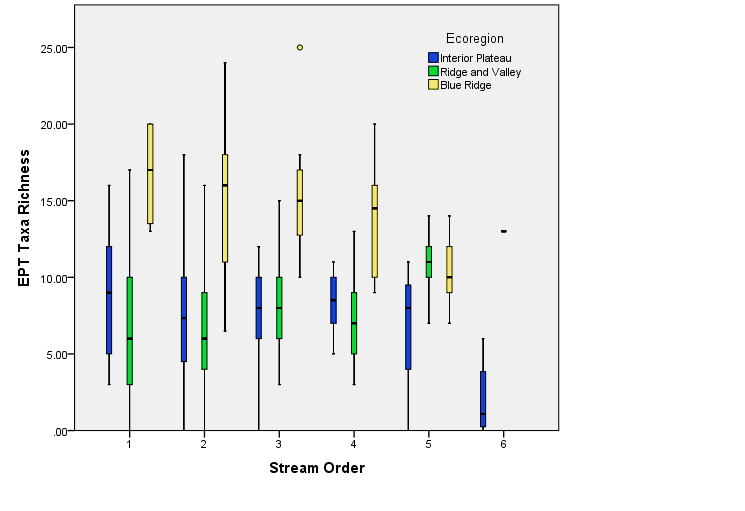 Ecoregion
Interior Plateau
Ridge and Valley
Blue Ridge
EPT Taxa Richness
25.00
20.00
15.00
10.00
5.00
.00
1 2 3 4 5 6
Stream Order